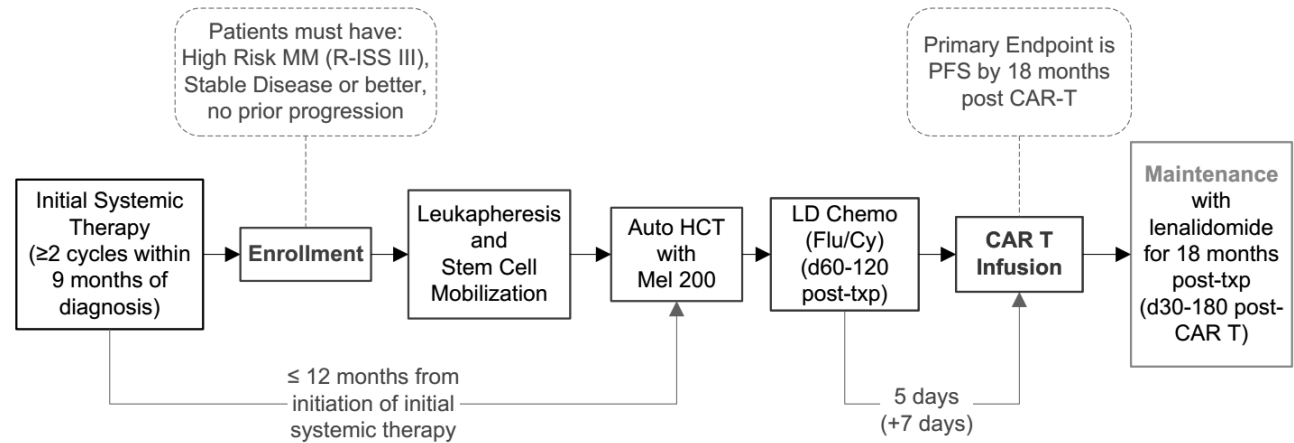 Patients must have:
High Risk MM (R-ISS III),
Stable Disease or better,
no prior progression
Primary Endpoint is
PFS by 18 months
post CAR-T
Initial Systemic
Therapy
(≥2 cycles within
9 months of
diagnosis)
Enrollment
Leukapheresis
and
Stem Cell
Mobilization
Auto HCT
with
Mel 200
LD Chemo
(Flu/Cy)
(d60-120
post-txp)
CAR T
Infusion
Maintenance
with
lenalidomide
for 18 months
post-txp
(d30-180 post-
CAR T)
≤ 12 months from
initiation of initial
systemic therapy
5 days
(+7 days)